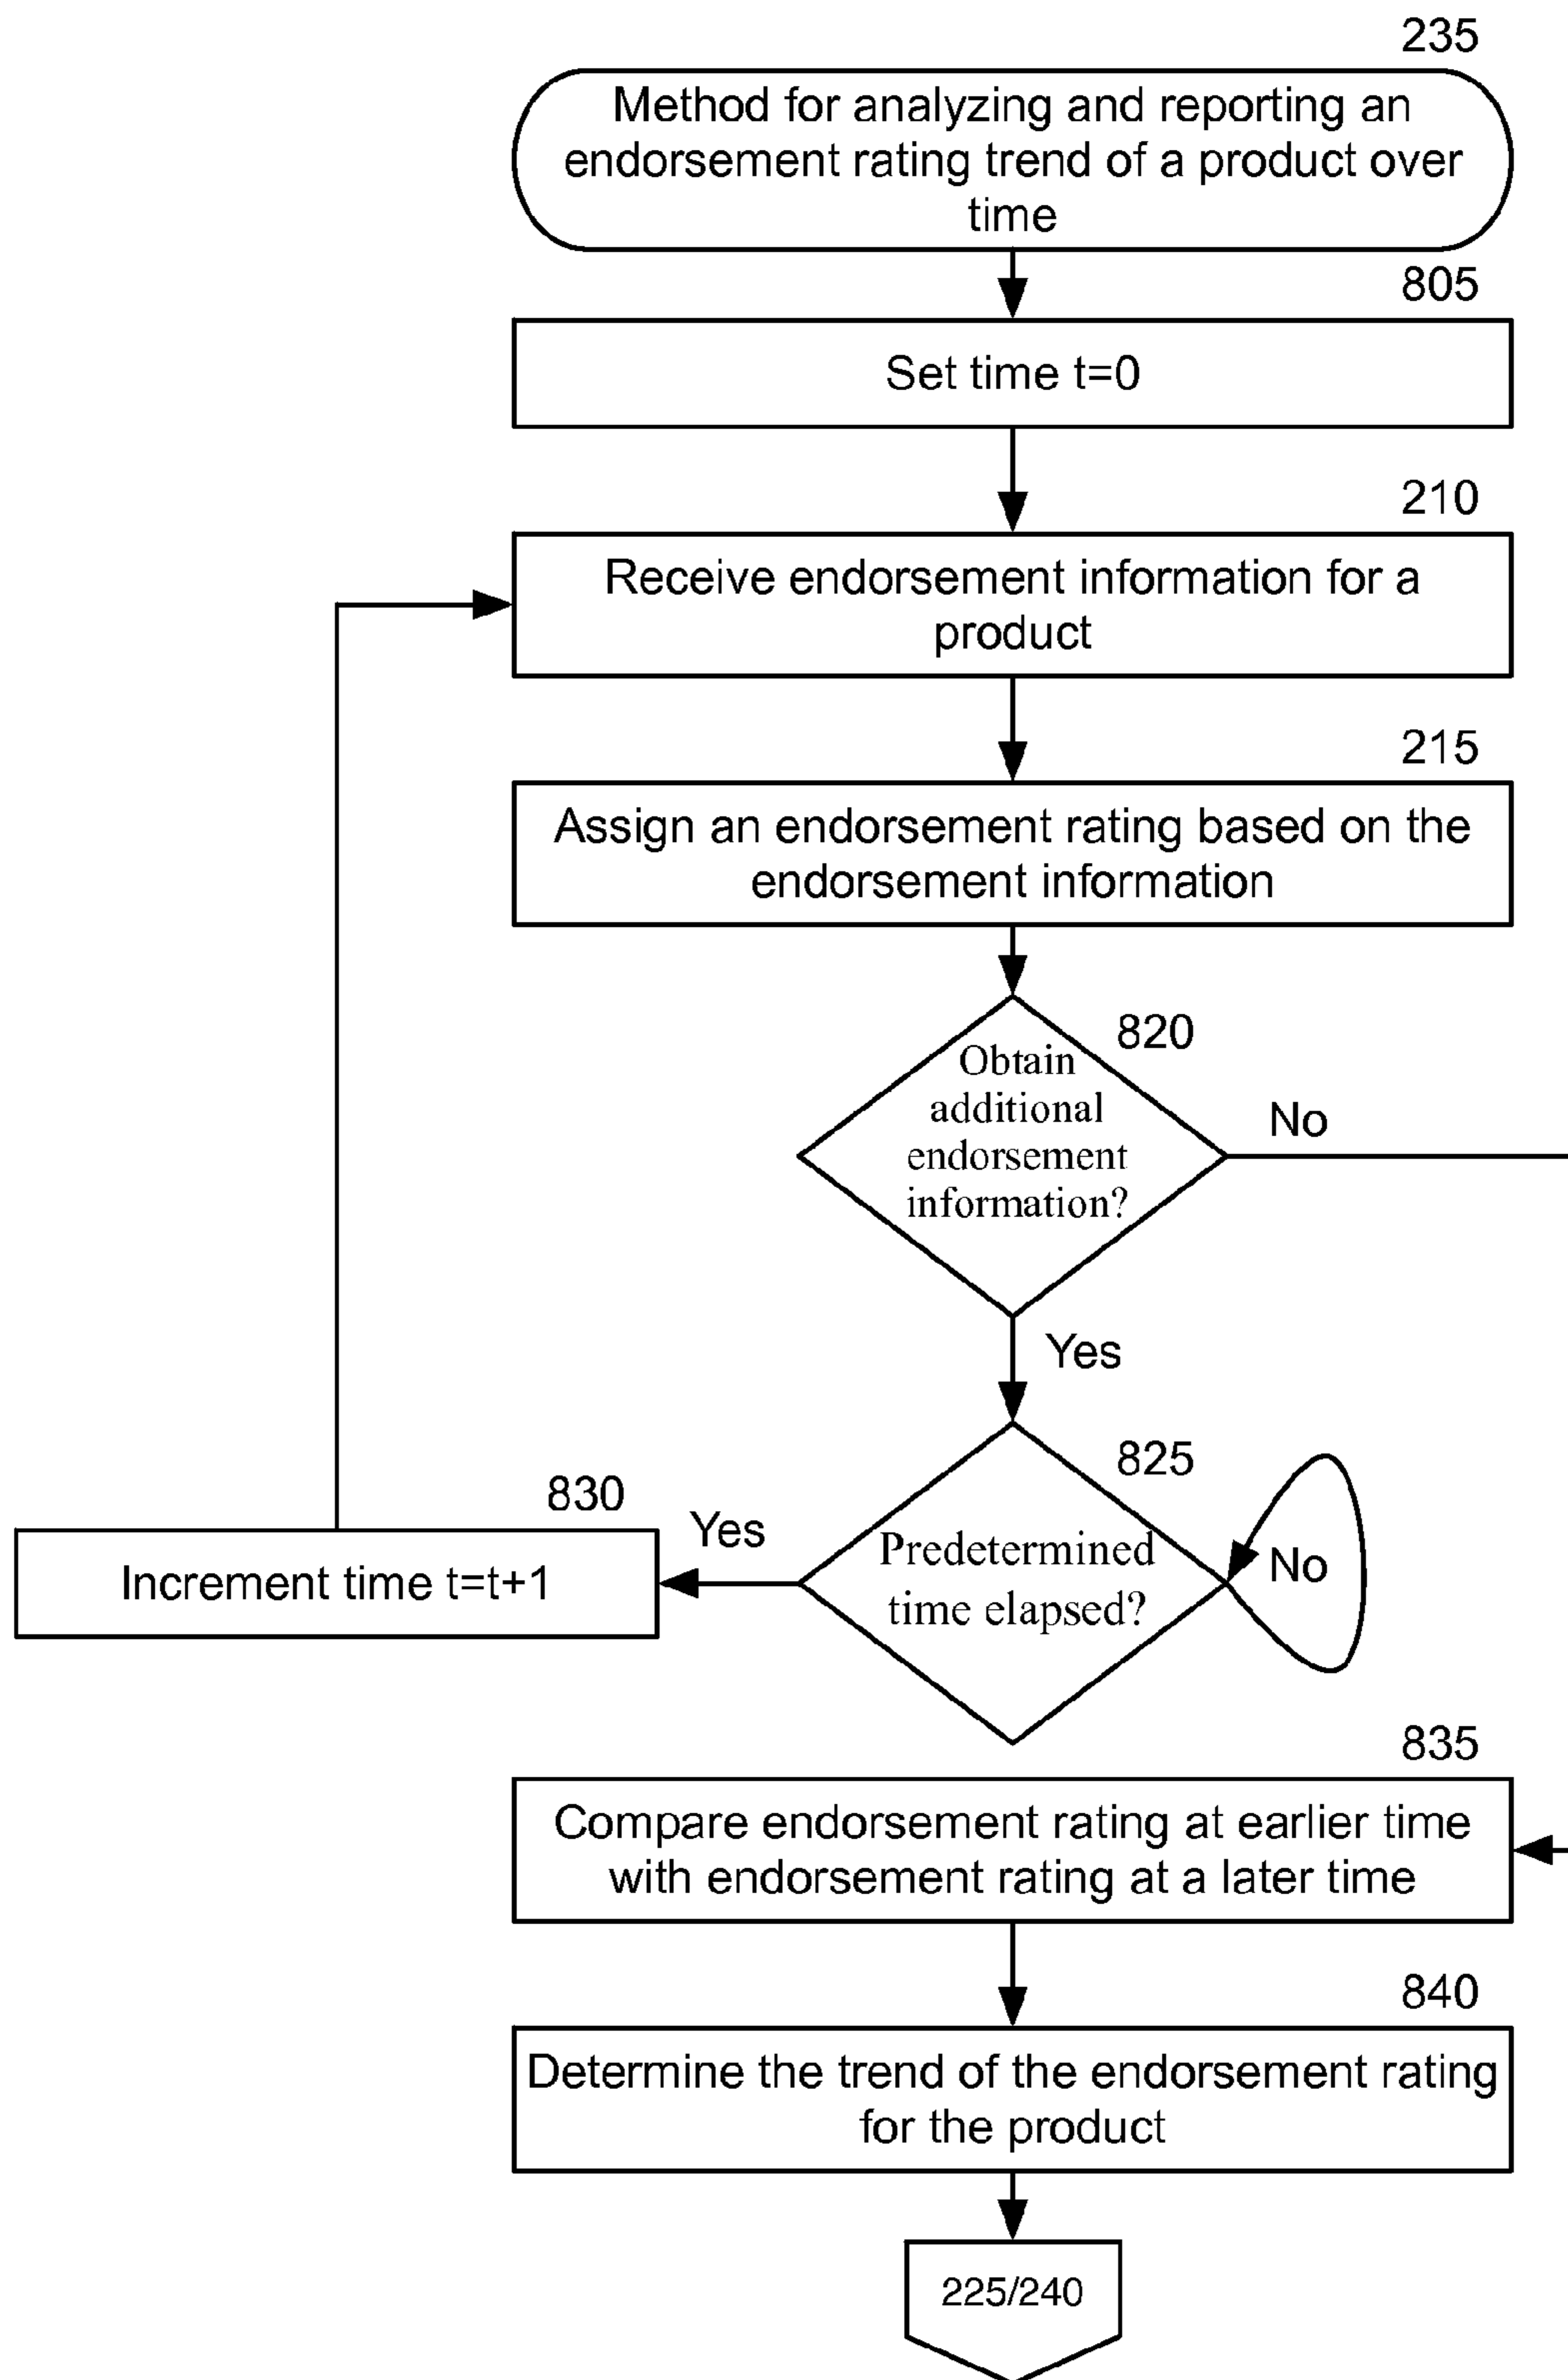 235
Method for analyzing and reporting an
endorsement rating trend of a product over
time
805
Set time t=0
210
Receive endorsement information for a
product
215
Assign an endorsement rating based on the
endorsement information
820
Obtain
additional
endorsement
information?
No
Yes
825
Predetermined
time elapsed?
No
Yes
830
Increment time t=t+1
835
Compare endorsement rating at earlier time
with endorsement rating at a later time
840
Determine the trend of the endorsement rating
for the product
225/240